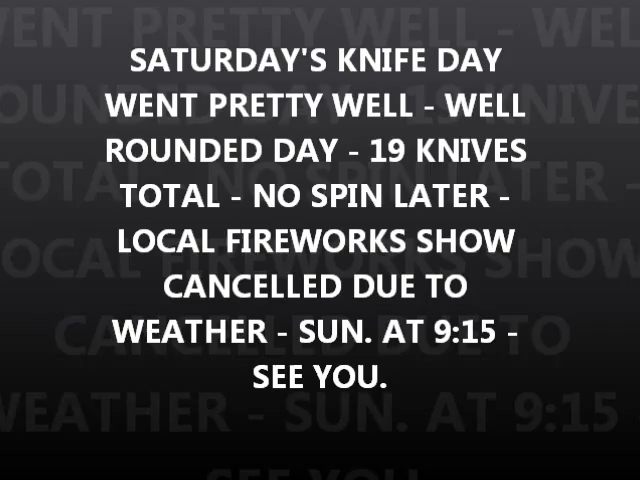 SATURDAY'S KNIFE DAY
WENT PRETTY WELL - WELL
ROUNDED DAY - 19 KNIVES
TOTAL - NO SPIN LATER -
LOCAL FIREWORKS SHOW
CANCELLED DUE TO
WEATHER - SUN. AT 9:15 -
SEE YOU.